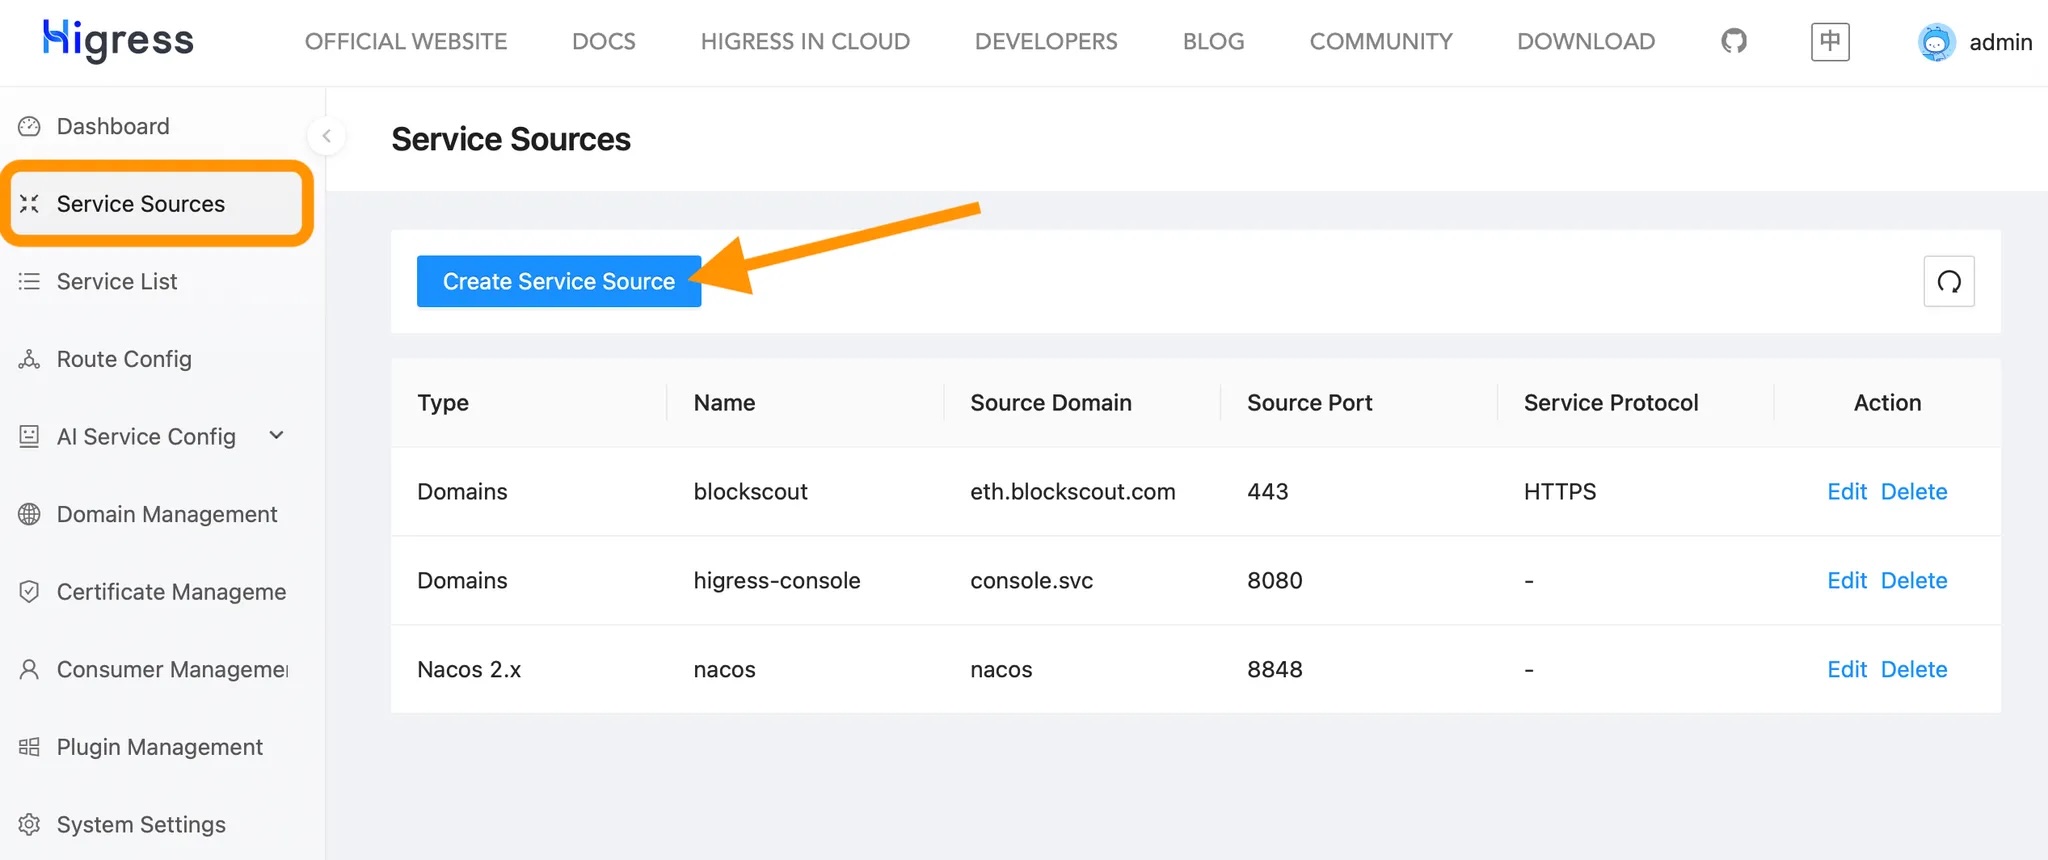 Higress OFFICIAL WEBSITE DOCS HIGRESS IN CLOUD DEVELOPERS BLOG COMMUNITY DOWNLOAD 中 admin
Dashboard
Service Sources
Service List
Route Config
AI Service Config
Domain Management
Certificate Manageme
Consumer Managemen
Plugin Management
System Settings
Service Sources
Create Service Source
Type Name Source Domain Source Port Service Protocol Action
Domains blockscout eth.blockscout.com 443 HTTPS Edit Delete
Domains higress-console console.svc 8080 - Edit Delete
Nacos 2.x nacos nacos 8848 - Edit Delete